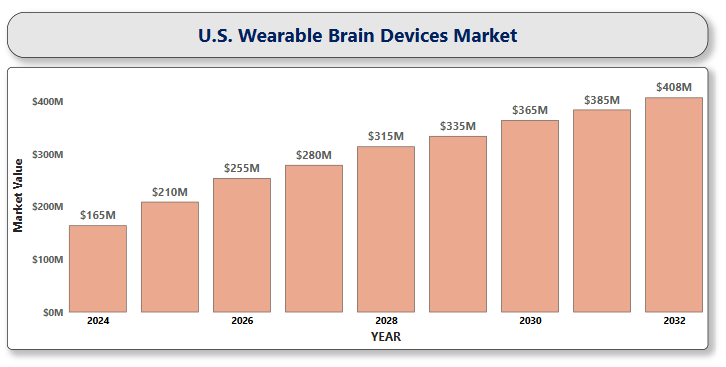 U.S. Wearable Brain Devices Market
$408M
$385M
$365M
$335M
$315M
$280M
$255M
$210M
$165M
$400M
$300M
$200M
$100M
$0M
Market Value
2024
2026
2028
2030
2032
YEAR